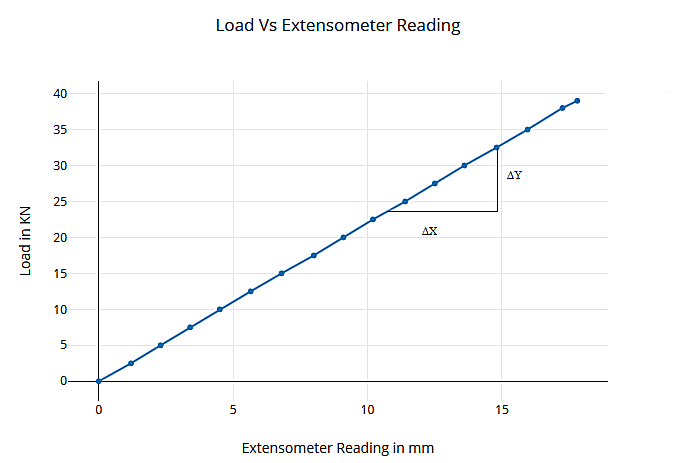 Load Vs Extensometer Reading
40
35
30
25
20
15
10
5
0
Load in KN
ΔY
ΔX
0 5 10 15
Extensometer Reading in mm